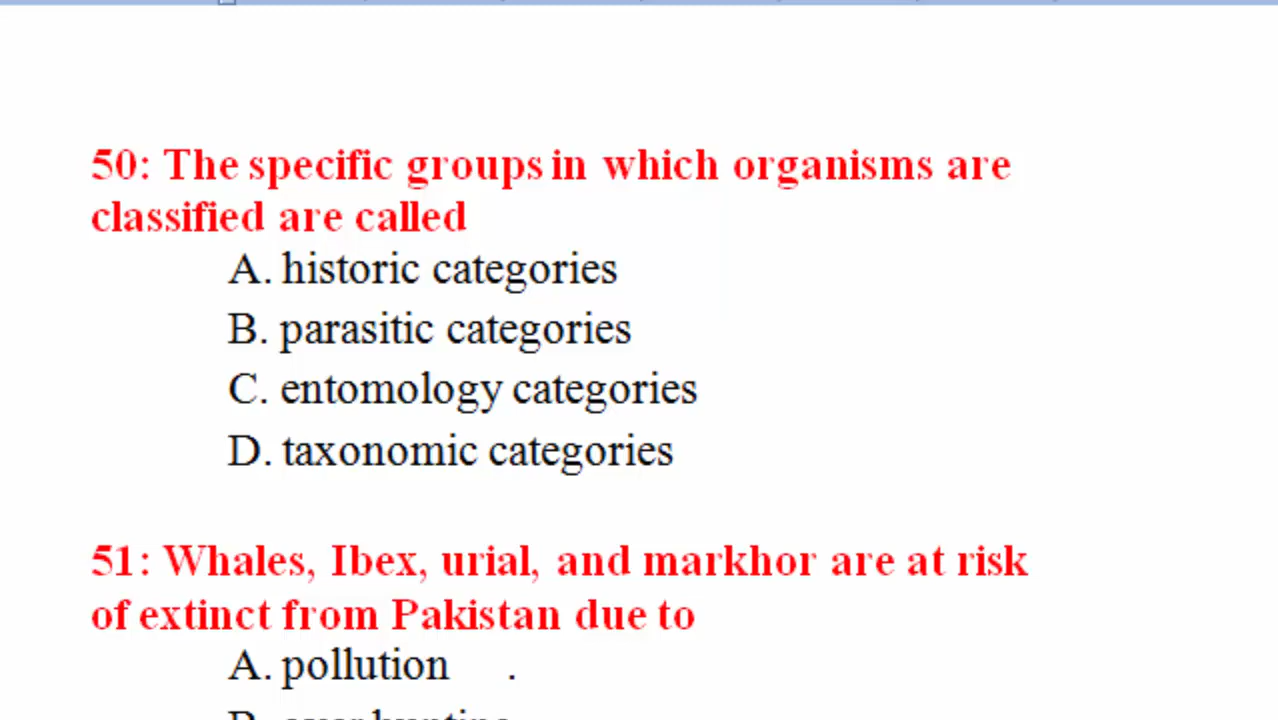 50: The specific groups in which organisms are
classified are called
A. historic categories
B. parasitic categories
C. entomology categories
D. taxonomic categories
51: Whales, Ibex, urial, and markhor are at risk
of extinct from Pakistan due to
A. pollution .